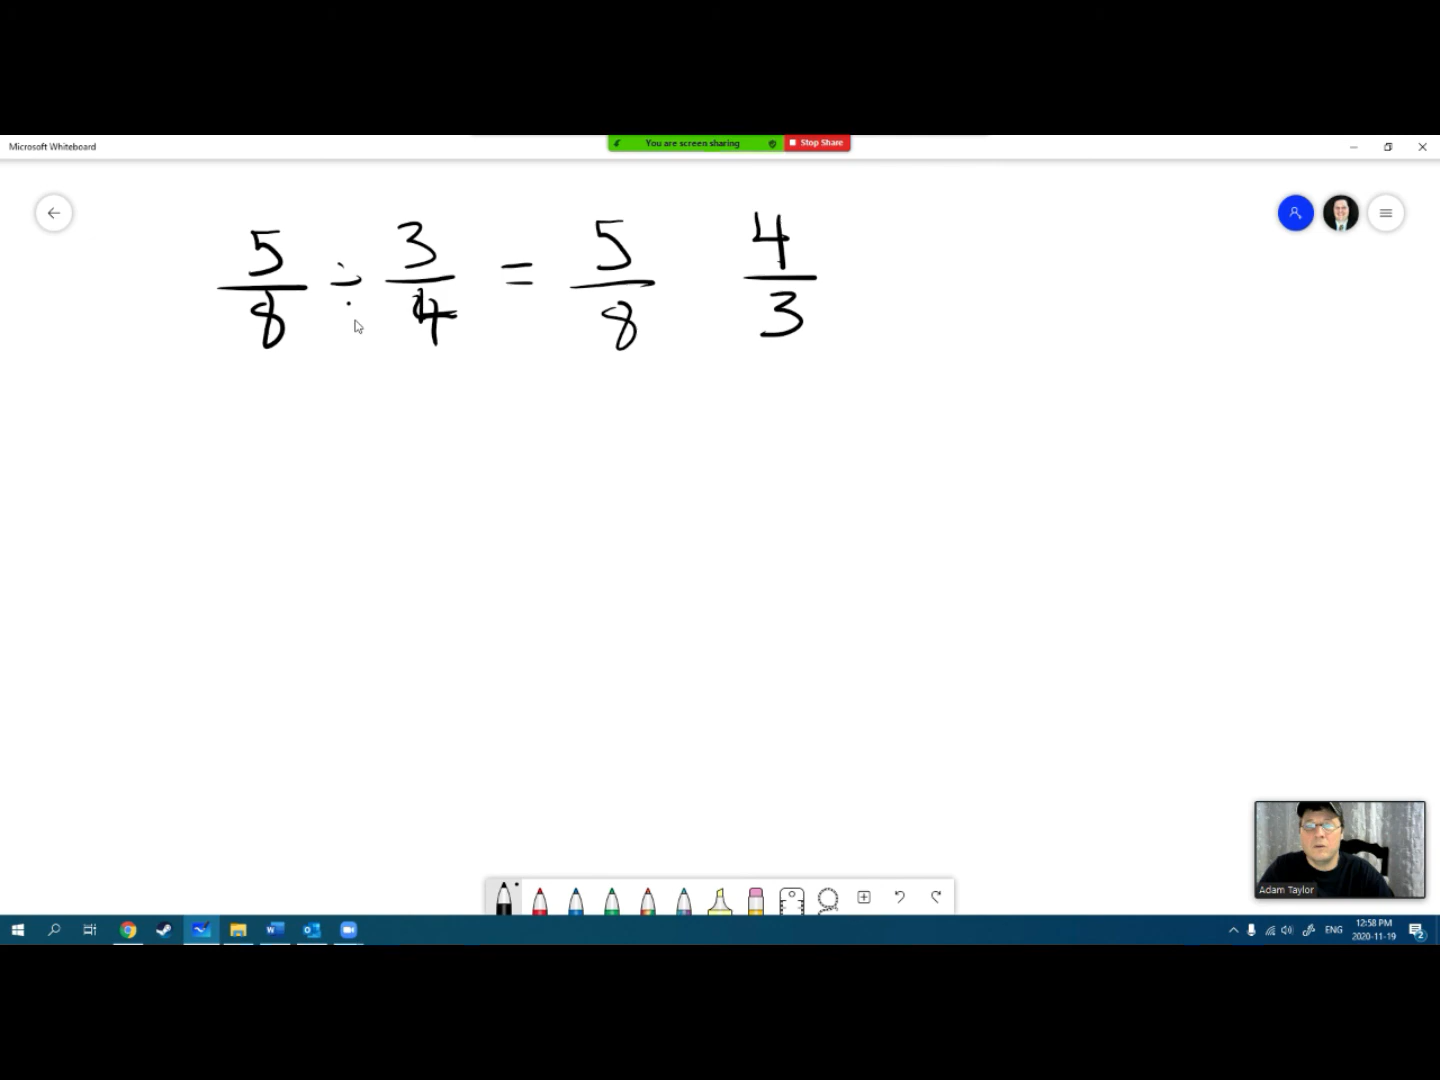 Microsoft Whiteboard
You are screen sharing
Stop Share
5/8 ÷ 3/4 = 5/8 4/3
Adam Taylor
ENG
12:58 PM
2020-11-19
2